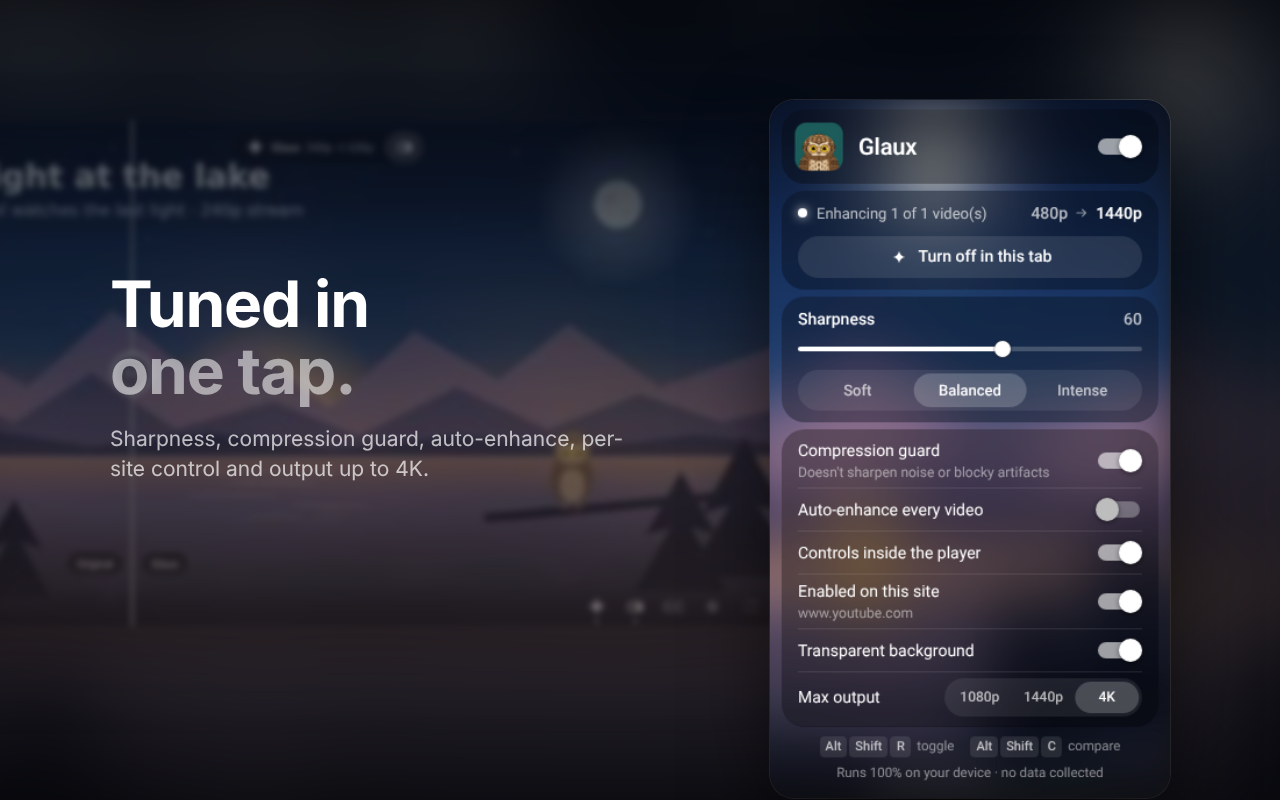 ight at the lake
Tuned in
one tap.
Sharpness, compression guard, auto-enhance, per-
site control and output up to 4K.
Glaux
Enhancing 1 of 1 video(s) 480p → 1440p
✦ Turn off in this tab
Sharpness 60
Soft Balanced Intense
Compression guard
Doesn't sharpen noise or blocky artifacts
Auto-enhance every video
Controls inside the player
Enabled on this site
www.youtube.com
Transparent background
Max output 1080p 1440p 4K
Alt Shift R toggle Alt Shift C compare
Runs 100% on your device · no data collected